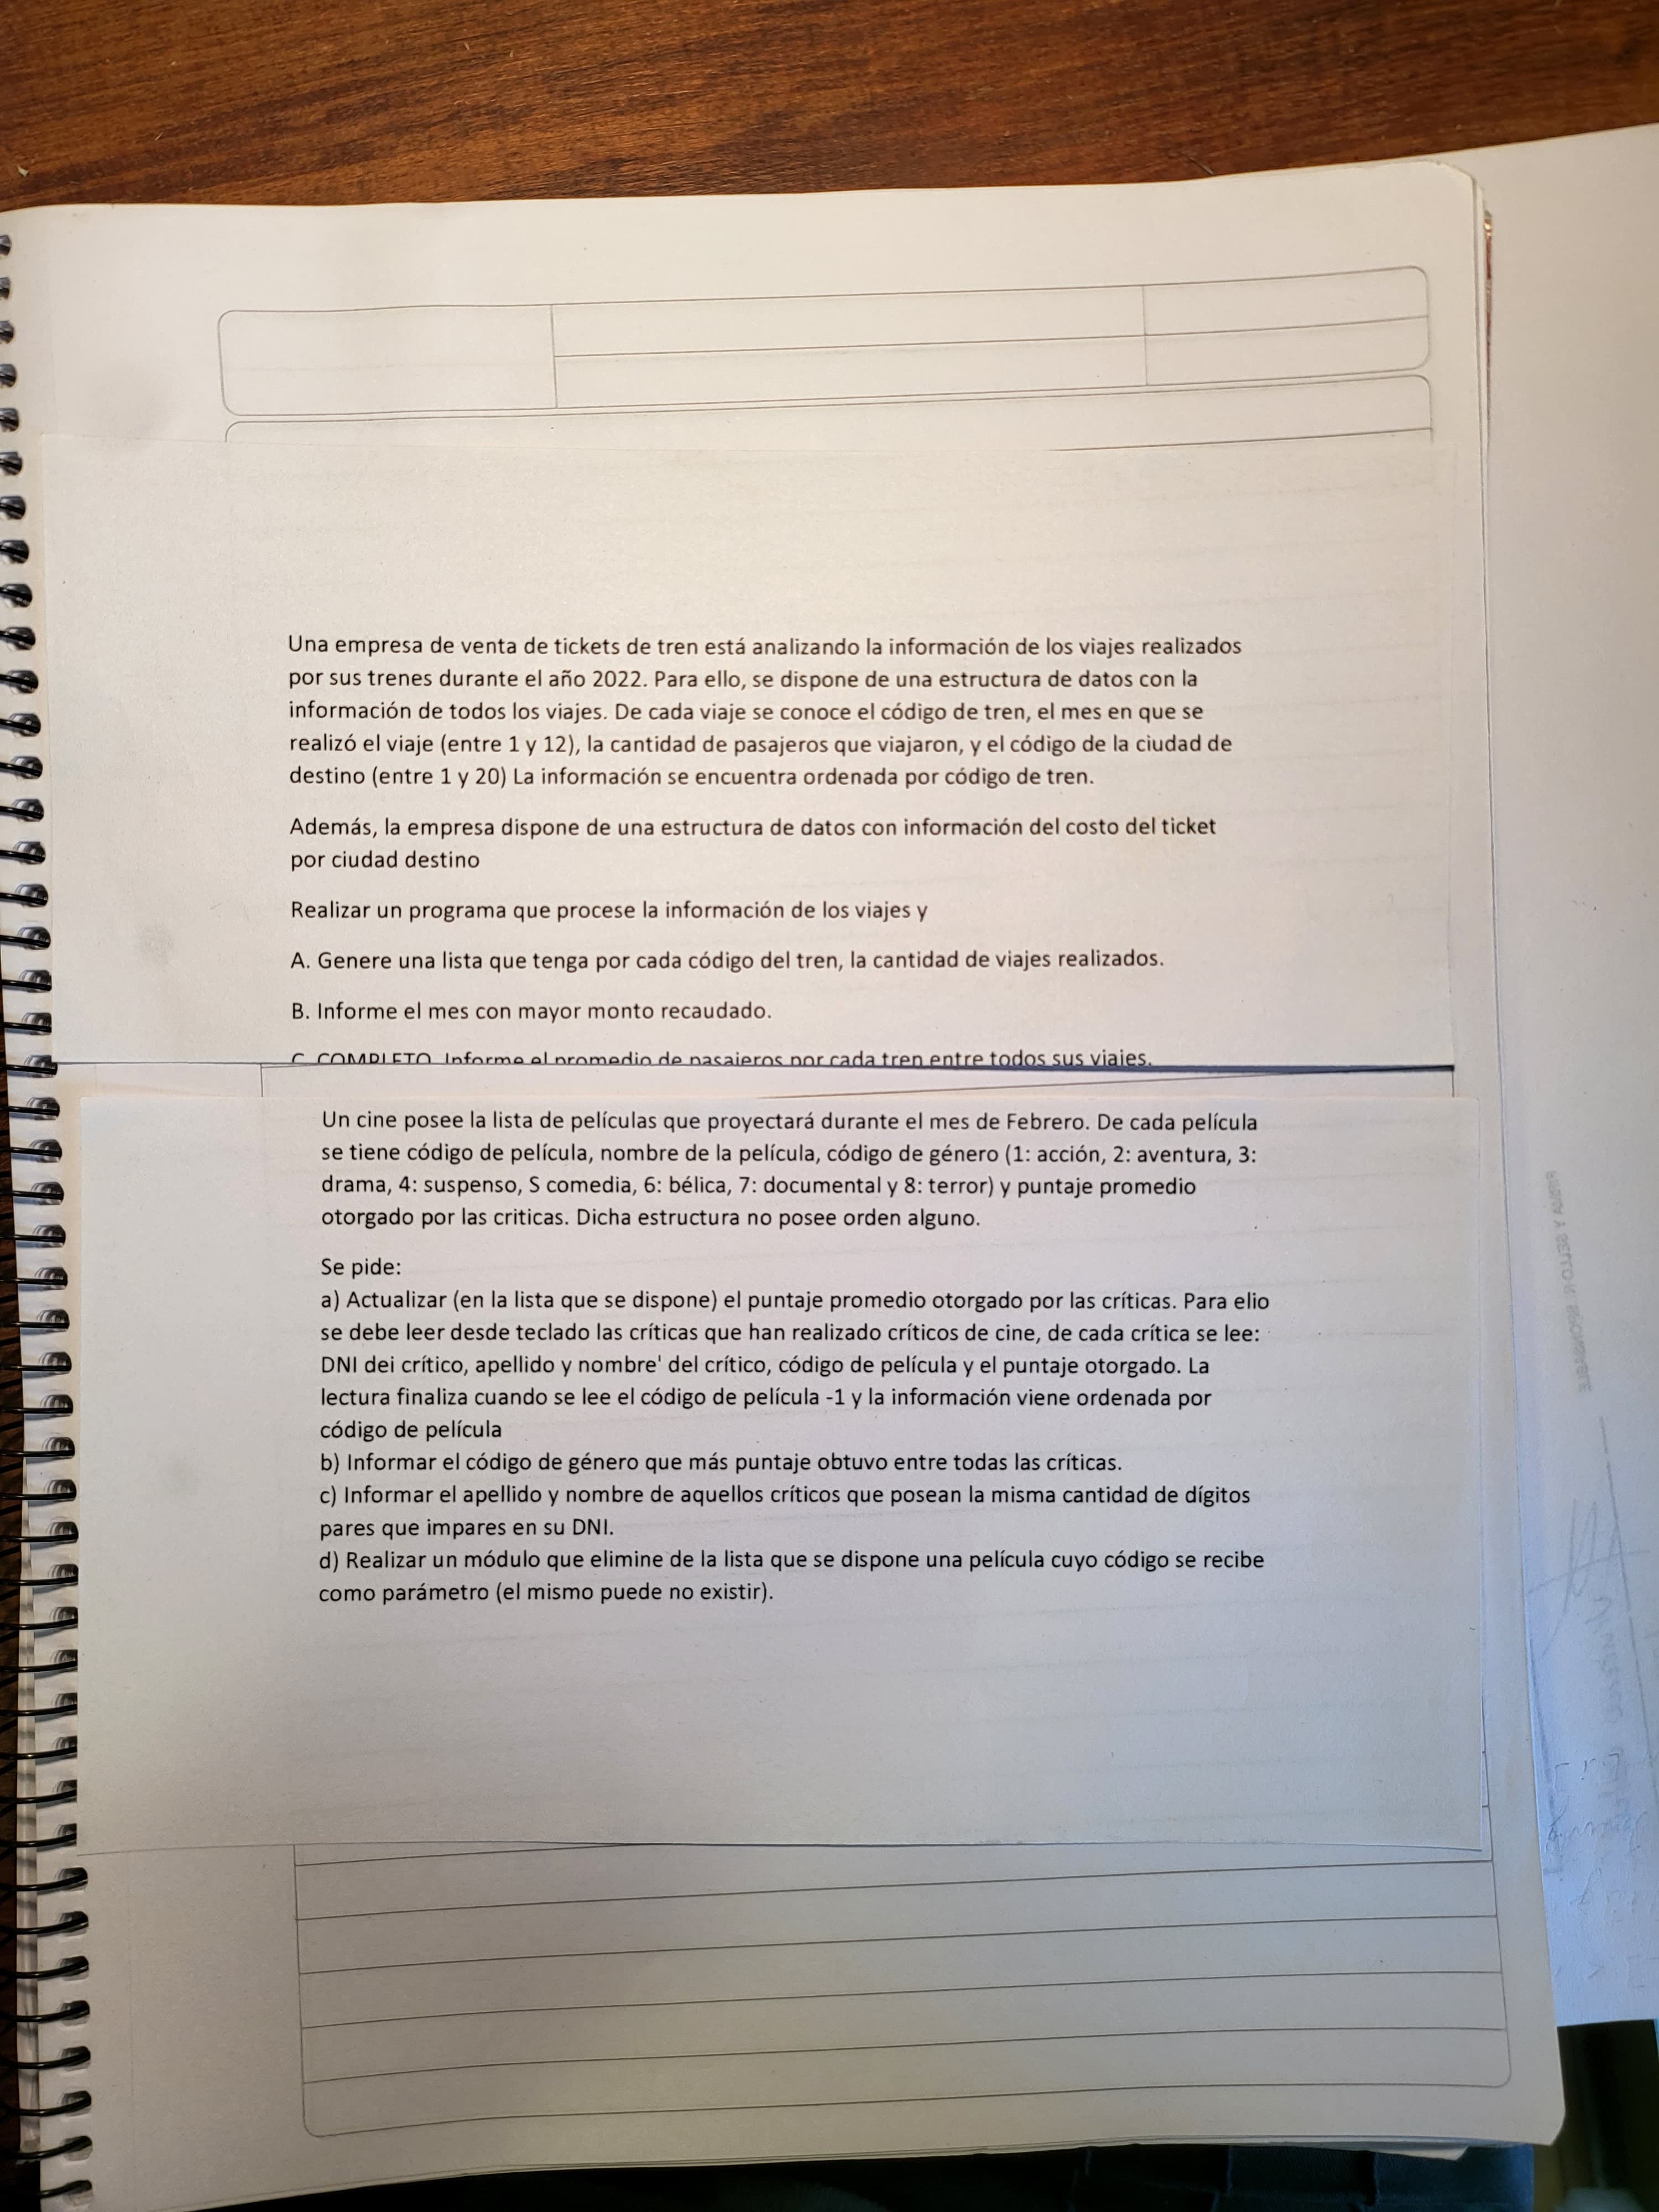 Una empresa de venta de tickets de tren está analizando la información de los viajes realizados
por sus trenes durante el año 2022. Para ello, se dispone de una estructura de datos con la
información de todos los viajes. De cada viaje se conoce el código de tren, el mes en que se
realizó el viaje (entre 1 y 12), la cantidad de pasajeros que viajaron, y el código de la ciudad de
destino (entre 1 y 20) La información se encuentra ordenada por código de tren.
Además, la empresa dispone de una estructura de datos con información del costo del ticket
por ciudad destino
Realizar un programa que procese la información de los viajes y
A. Genere una lista que tenga por cada código del tren, la cantidad de viajes realizados.
B. Informe el mes con mayor monto recaudado.
C. COMPLETO. Informe el promedio de pasajeros por cada tren entre todos sus viajes.
Un cine posee la lista de películas que proyectará durante el mes de Febrero. De cada película
se tiene código de película, nombre de la película, código de género (1: acción, 2: aventura, 3:
drama, 4: suspenso, S comedia, 6: bélica, 7: documental y 8: terror) y puntaje promedio
otorgado por las criticas. Dicha estructura no posee orden alguno.
Se pide:
a) Actualizar (en la lista que se dispone) el puntaje promedio otorgado por las críticas. Para elio
se debe leer desde teclado las críticas que han realizado críticos de cine, de cada crítica se lee:
DNI dei crítico, apellido y nombre' del crítico, código de película y el puntaje otorgado. La
lectura finaliza cuando se lee el código de película -1 y la información viene ordenada por
código de película
b) Informar el código de género que más puntaje obtuvo entre todas las críticas.
c) Informar el apellido y nombre de aquellos críticos que posean la misma cantidad de dígitos
pares que impares en su DNI.
d) Realizar un módulo que elimine de la lista que se dispone una película cuyo código se recibe
como parámetro (el mismo puede no existir).